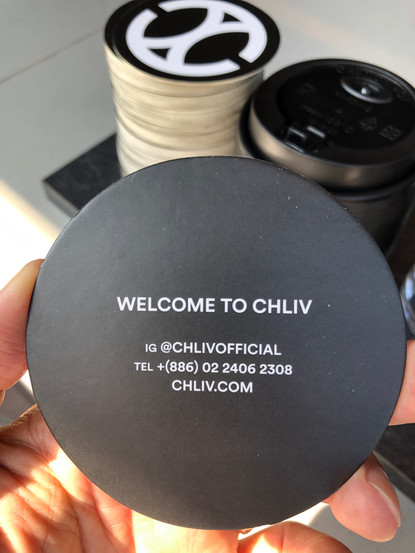 WELCOME TO CHLIV
IG @CHLIVOFFICIAL
TEL +(886) 02 2406 2308
CHLIV.COM